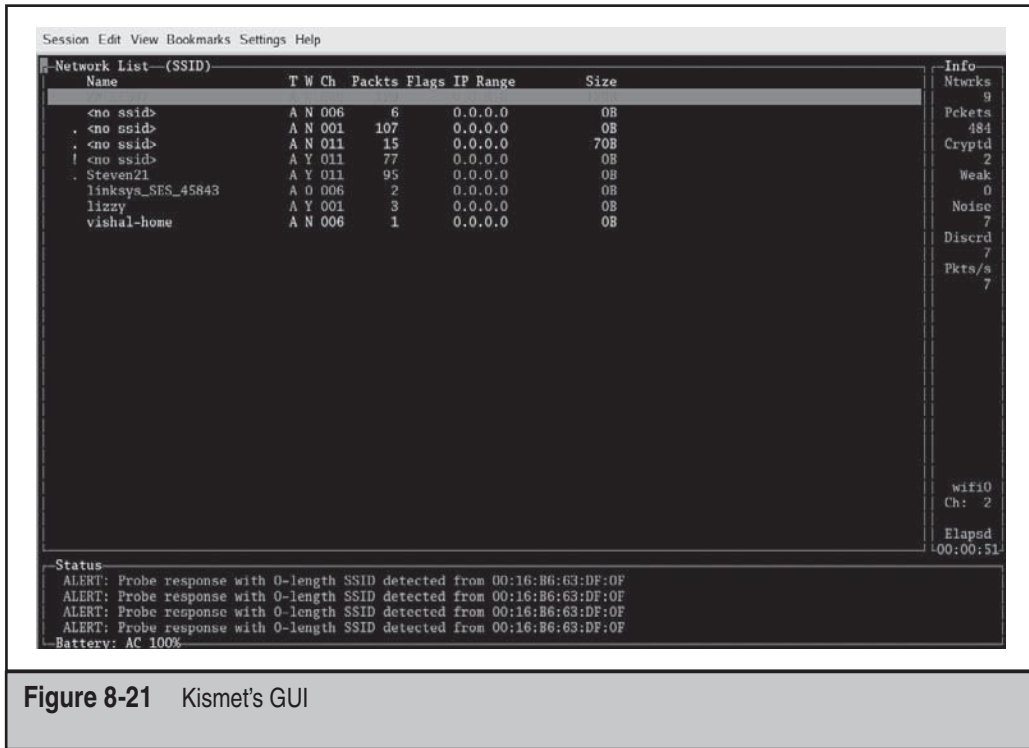 Session Edit View Bookmarks Settings Help
Network List—(SSID)
Name T W Ch Packts Flags IP Range Size
<no ssid> A N 006 6 0.0.0.0 0B
. <no ssid> A N 001 107 0.0.0.0 0B
. <no ssid> A N 011 15 0.0.0.0 70B
! <no ssid> A Y 011 77 0.0.0.0 0B
. Steven21 A Y 011 95 0.0.0.0 0B
linksys_SES_45843 A O 006 2 0.0.0.0 0B
lizzy A Y 001 3 0.0.0.0 0B
vishal-home A N 006 1 0.0.0.0 0B
Info
Ntwrks
9
Pckets
484
Cryptd
2
Weak
0
Noise
7
Discrd
7
Pkts/s
7
wifi0
Ch: 2
Elapsd
00:00:51
Status
ALERT: Probe response with 0-length SSID detected from 00:16:B6:63:DF:0F
ALERT: Probe response with 0-length SSID detected from 00:16:B6:63:DF:0F
ALERT: Probe response with 0-length SSID detected from 00:16:B6:63:DF:0F
ALERT: Probe response with 0-length SSID detected from 00:16:B6:63:DF:0F
Battery: AC 100%
Figure 8-21 Kismet's GUI